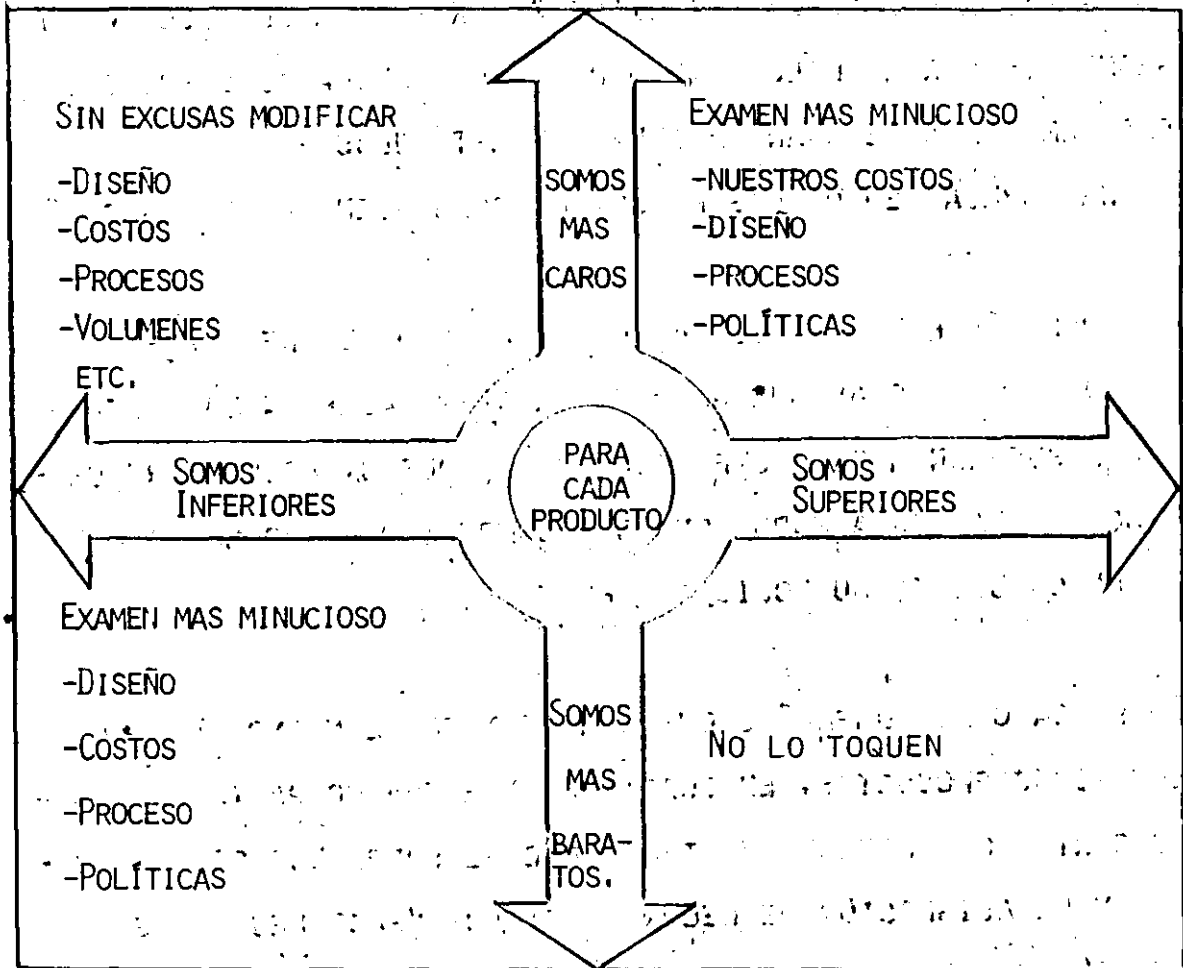 SIN EXCUSAS MODIFICAR
-DISEÑO
-COSTOS
-PROCESOS
-VOLUMENES
ETC.
SOMOS
MAS
CAROS
EXAMEN MAS MINUCIOSO
-NUESTROS COSTOS
-DISEÑO
-PROCESOS
-POLÍTICAS
SOMOS
INFERIORES
PARA
CADA
PRODUCTO
SOMOS
SUPERIORES
EXAMEN MAS MINUCIOSO
-DISEÑO
-COSTOS
-PROCESO
-POLÍTICAS
SOMOS
MAS
BARA-
TOS.
NO LO TOQUEN